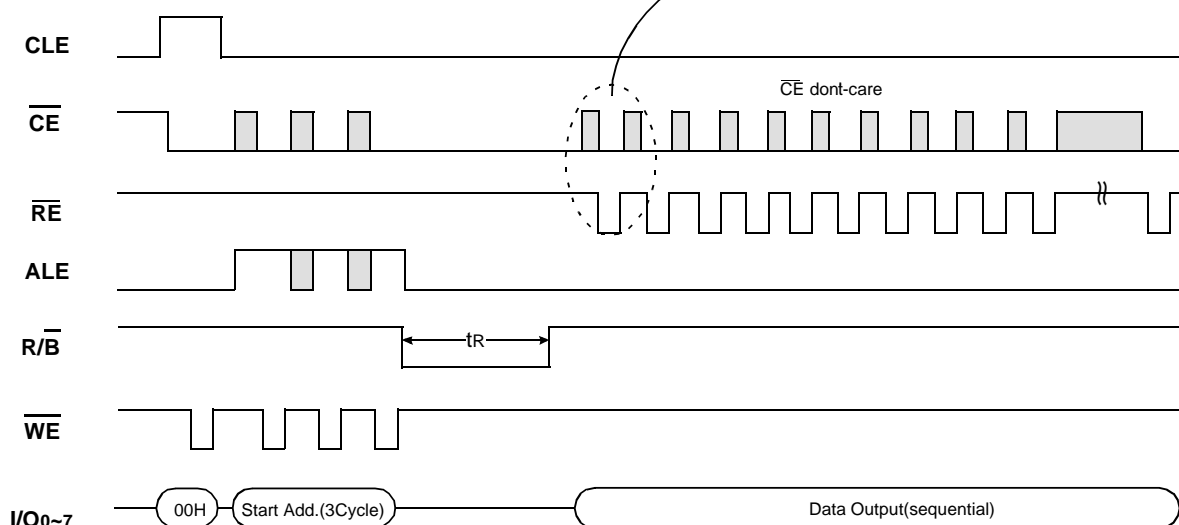 CLE
CE dont-care
CE
RE
ALE
R/B
tR
WE
I/O0~7
00H
Start Add.(3Cycle)
Data Output(sequential)